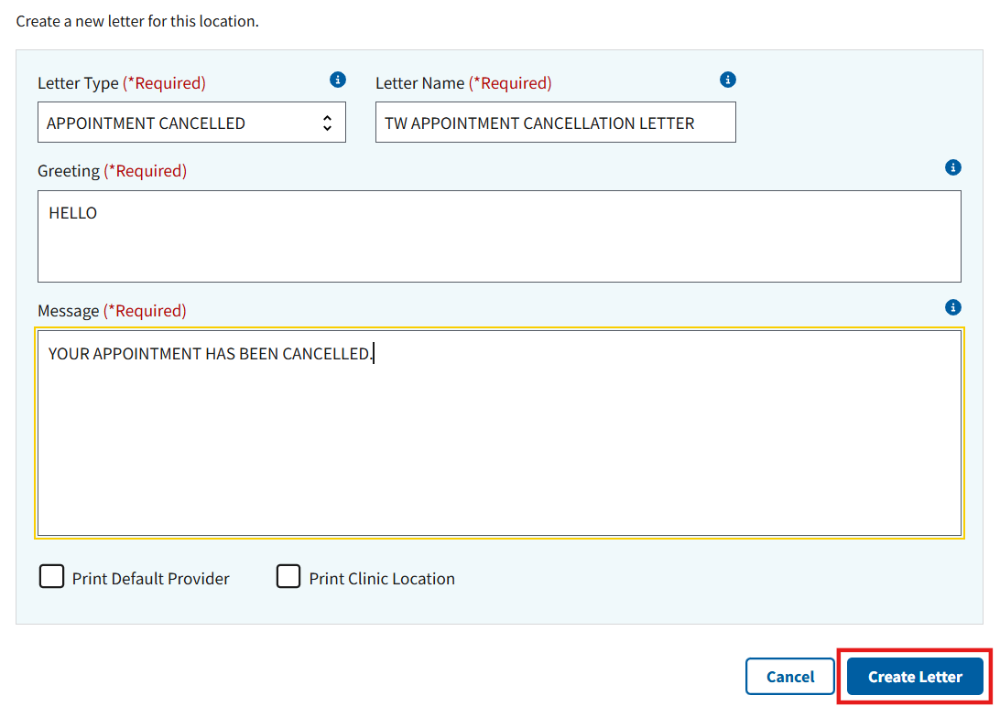 Create a new letter for this location.
Letter Type (*Required)
Letter Name (*Required)
APPOINTMENT CANCELLED
TW APPOINTMENT CANCELLATION LETTER
Greeting (*Required)
HELLO
Message (*Required)
YOUR APPOINTMENT HAS BEEN CANCELLED.
Print Default Provider
Print Clinic Location
Cancel
Create Letter